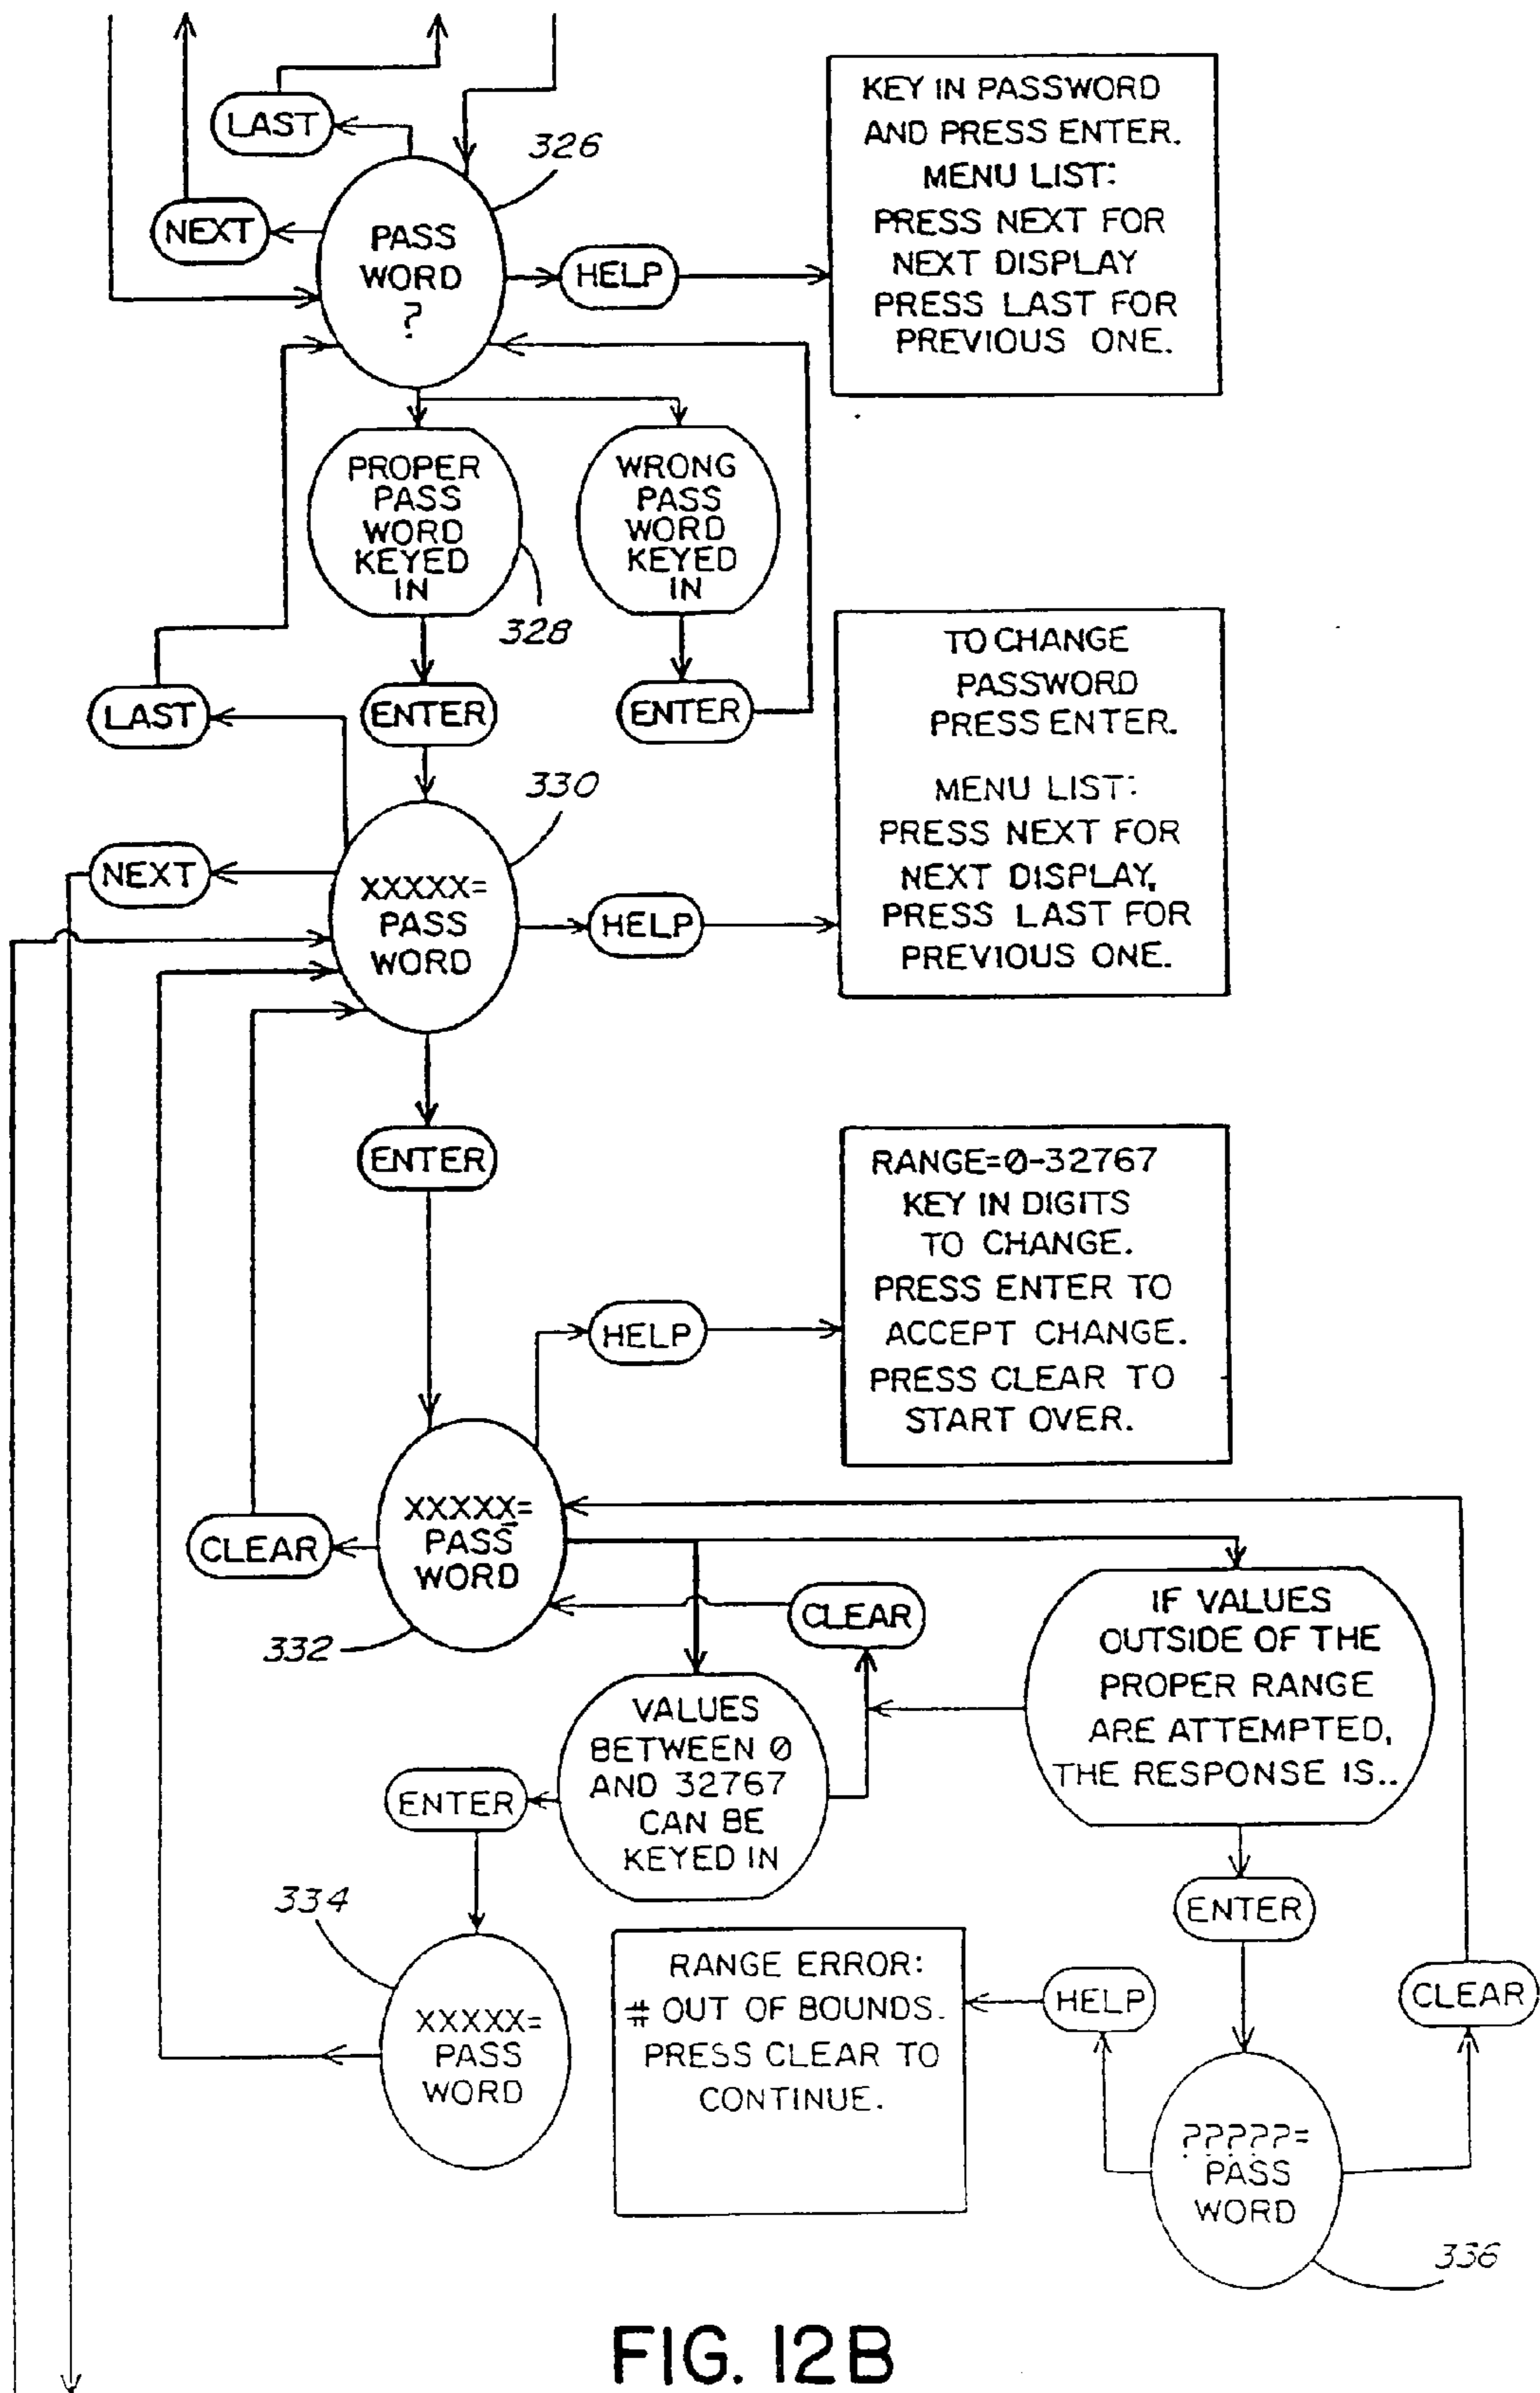 LAST
326
NEXT
PASS
WORD
?
HELP
KEY IN PASSWORD
AND PRESS ENTER.
MENU LIST:
PRESS NEXT FOR
NEXT DISPLAY
PRESS LAST FOR
PREVIOUS ONE.
PROPER
PASS
WORD
KEYED
IN
328
WRONG
PASS
WORD
KEYED
IN
LAST
ENTER
ENTER
TO CHANGE
PASSWORD
PRESS ENTER.
MENU LIST:
PRESS NEXT FOR
NEXT DISPLAY,
PRESS LAST FOR
PREVIOUS ONE.
330
NEXT
XXXXX=
PASS
WORD
HELP
ENTER
RANGE=0-32767
KEY IN DIGITS
TO CHANGE.
PRESS ENTER TO
ACCEPT CHANGE.
PRESS CLEAR TO
START OVER.
HELP
CLEAR
XXXXX=
PASS
WORD
332
CLEAR
IF VALUES
OUTSIDE OF THE
PROPER RANGE
ARE ATTEMPTED,
THE RESPONSE IS..
VALUES
BETWEEN 0
AND 32767
CAN BE
KEYED IN
ENTER
ENTER
334
XXXXX=
PASS
WORD
RANGE ERROR:
# OUT OF BOUNDS.
PRESS CLEAR TO
CONTINUE.
HELP
CLEAR
?????=
PASS
WORD
336
FIG. 12B